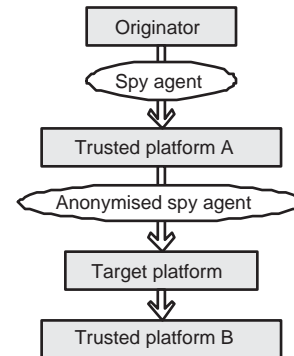 Originator
Spy agent
Trusted platform A
Anonymised spy agent
Target platform
Trusted platform B